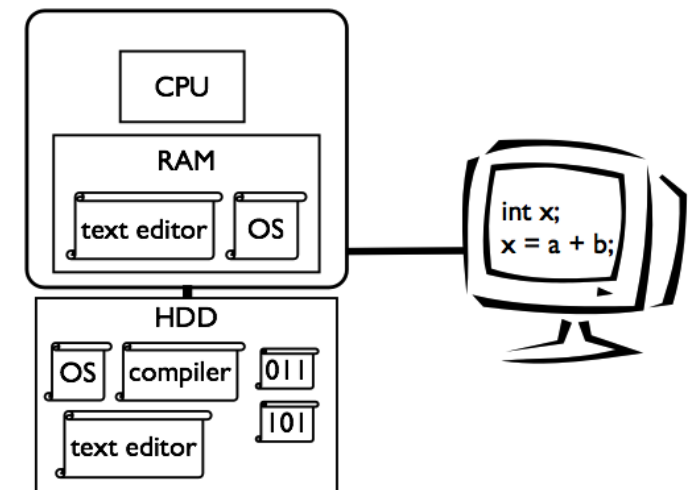 CPU
RAM
text editor
OS
int x;
x = a + b;
HDD
OS
compiler
011
101
text editor